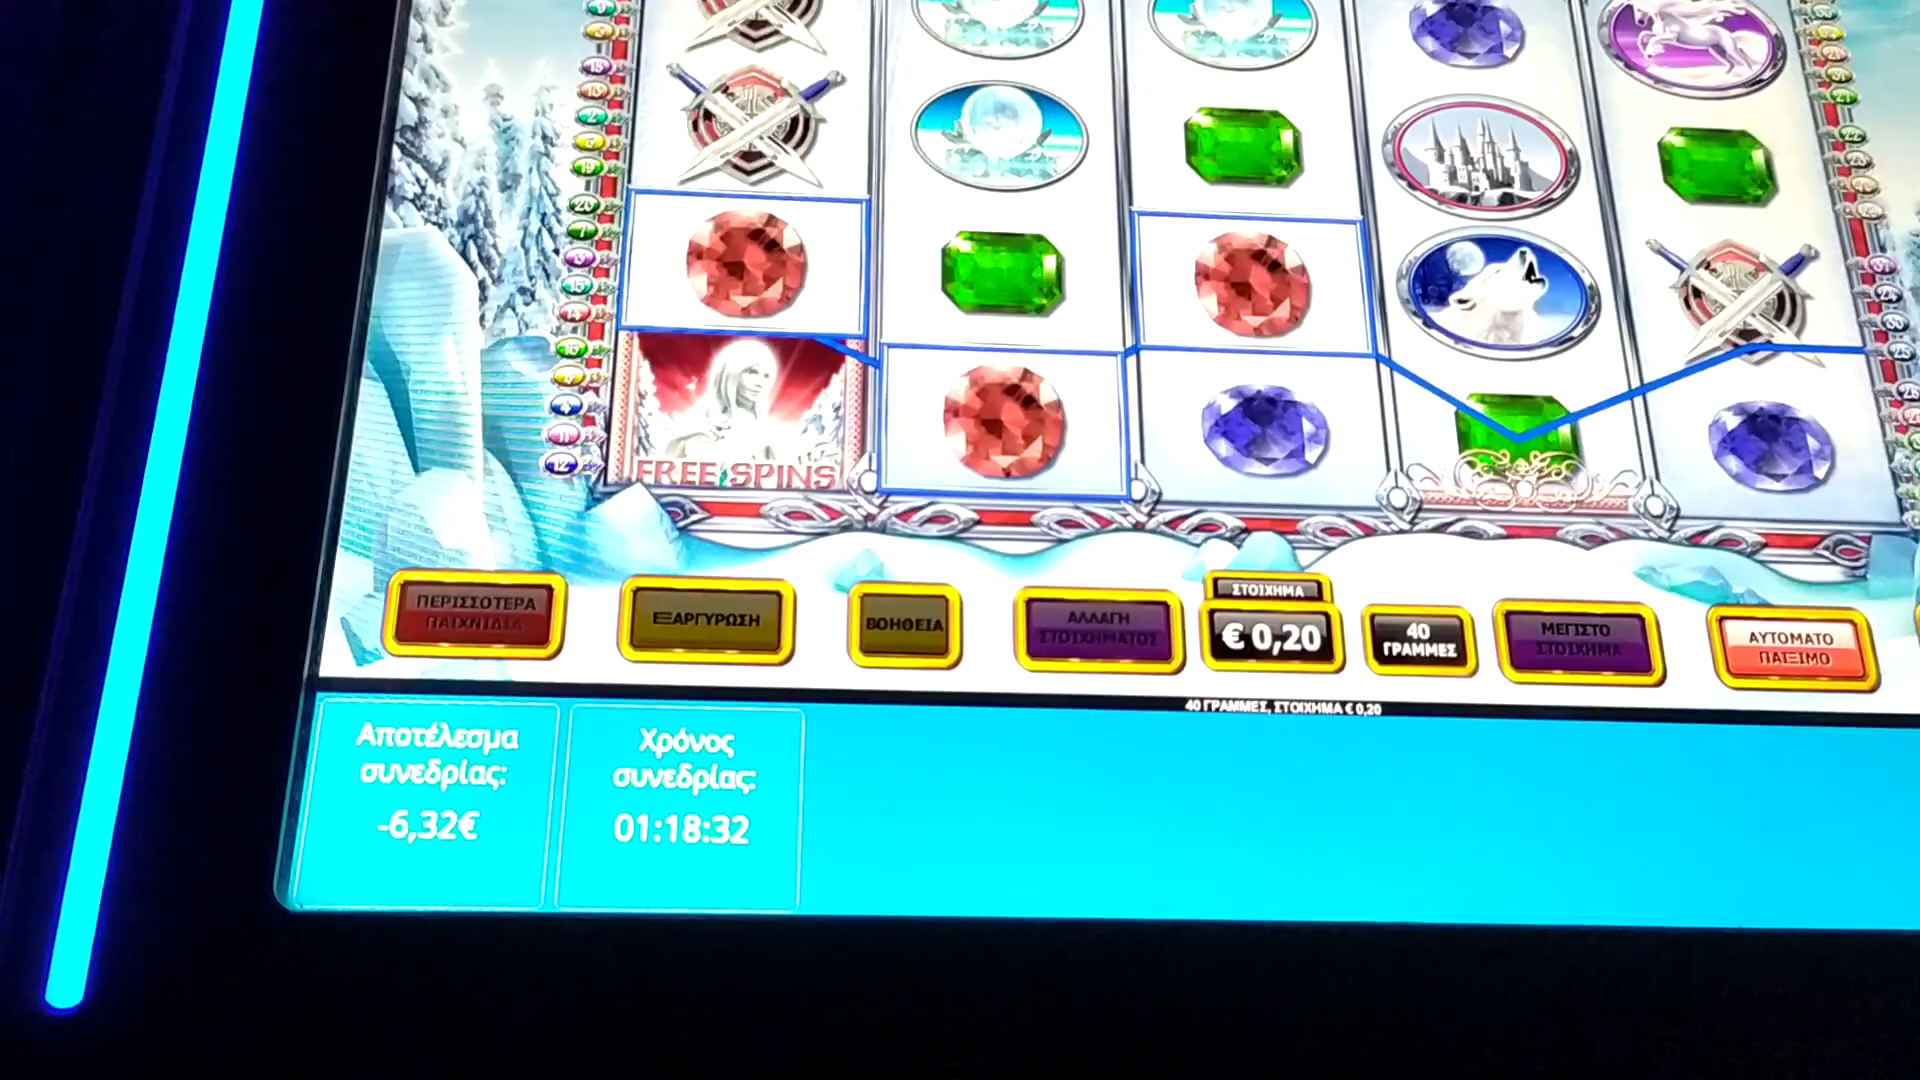 FREE SPINS
ΠΕΡΙΣΣΟΤΕΡΑ
ΠΑΙΧΝΙΔΙΑ
ΕΞΑΡΓΥΡΩΣΗ
ΒΟΗΘΕΙΑ
ΑΛΛΑΓΗ
ΣΤΟΙΧΗΜΑΤΟΣ
ΣΤΟΙΧΗΜΑ
€ 0,20
40
ΓΡΑΜΜΕΣ
ΜΕΓΙΣΤΟ
ΣΤΟΙΧΗΜΑ
ΑΥΤΟΜΑΤΟ
ΠΑΙΞΙΜΟ
40 ΓΡΑΜΜΕΣ, ΣΤΟΙΧΗΜΑ € 0,20
Αποτέλεσμα
συνεδρίας:
-6,32€
Χρόνος
συνεδρίας:
01:18:32